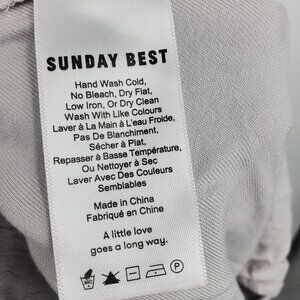 SUNDAY BEST
Hand Wash Cold,
No Bleach, Dry Flat,
Low Iron, Or Dry Clean
Wash With Like Colours
Laver à La Main à L'eau Froide,
Pas De Blanchiment,
Sécher à Plat,
Repasser à Basse Température,
Ou Nettoyer à Sec
Laver Avec Des Couleurs
Semblables
Made in China
Fabriqué en Chine
A little love
goes a long way.
P